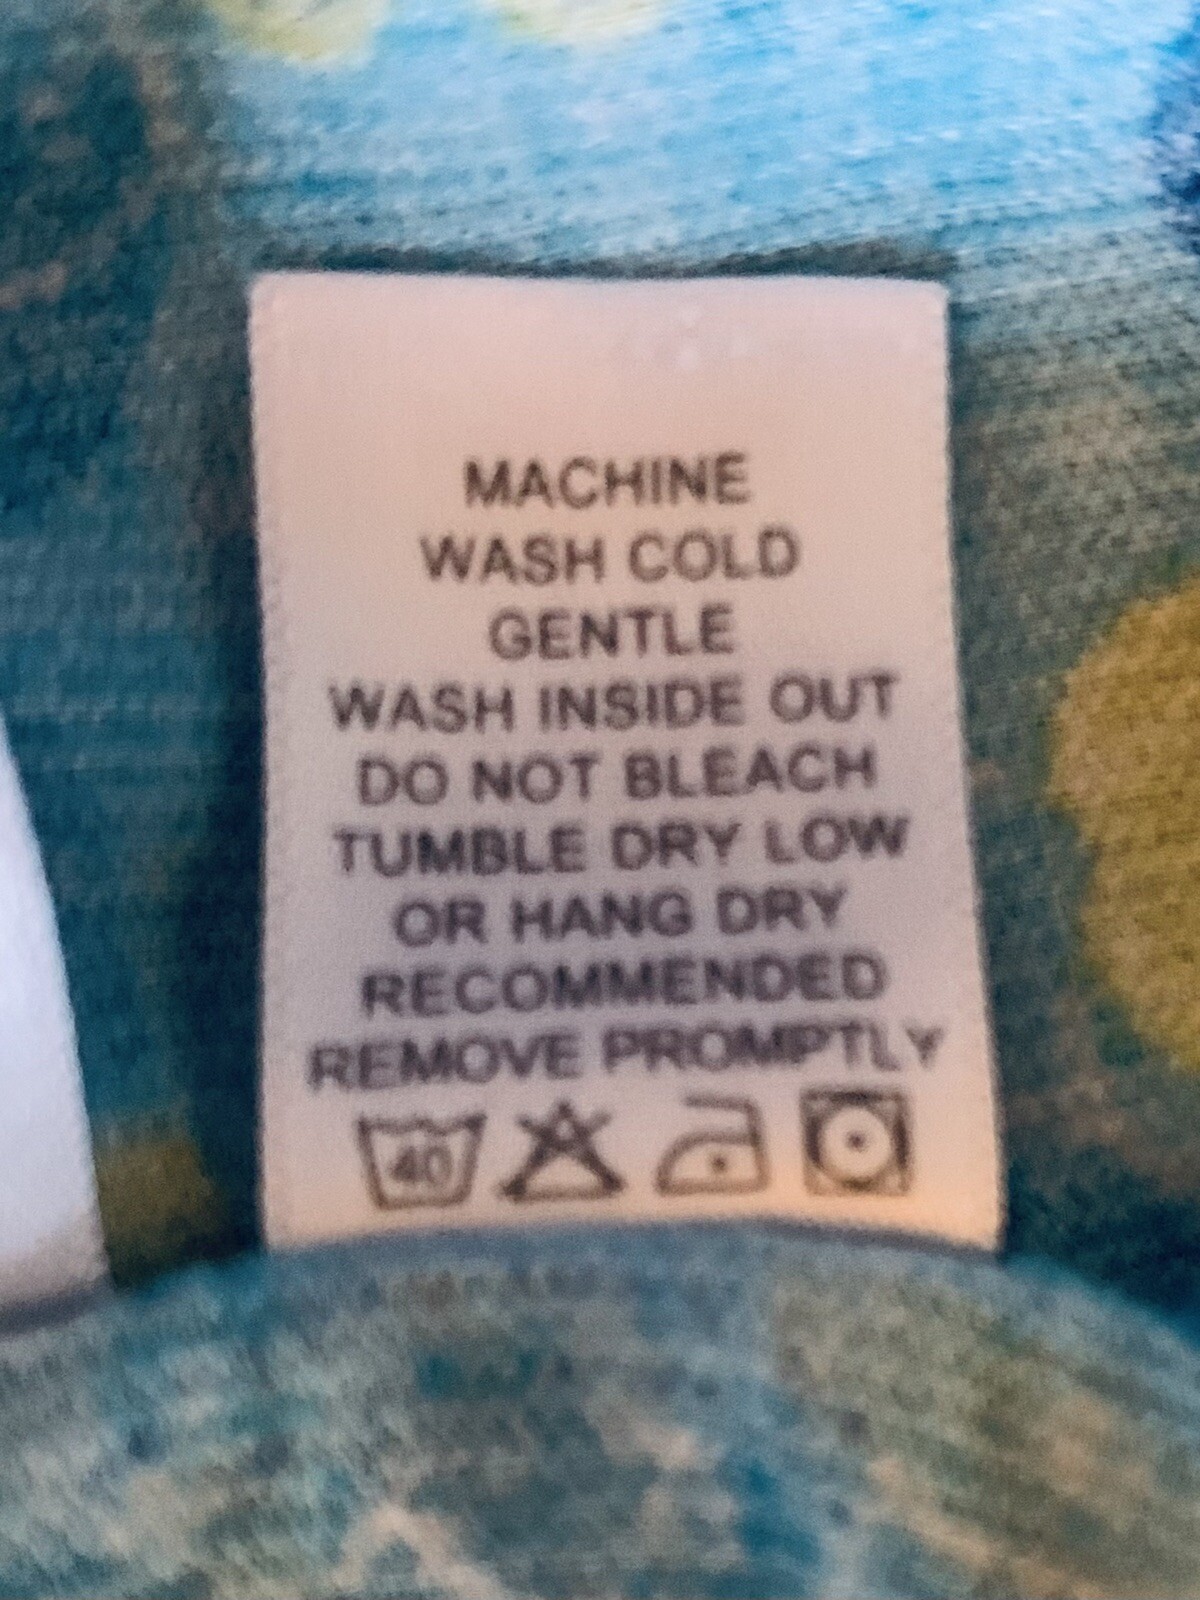 MACHINE
WASH COLD
GENTLE
WASH INSIDE OUT
DO NOT BLEACH
TUMBLE DRY LOW
OR HANG DRY
RECOMMENDED
REMOVE PROMPTLY
40